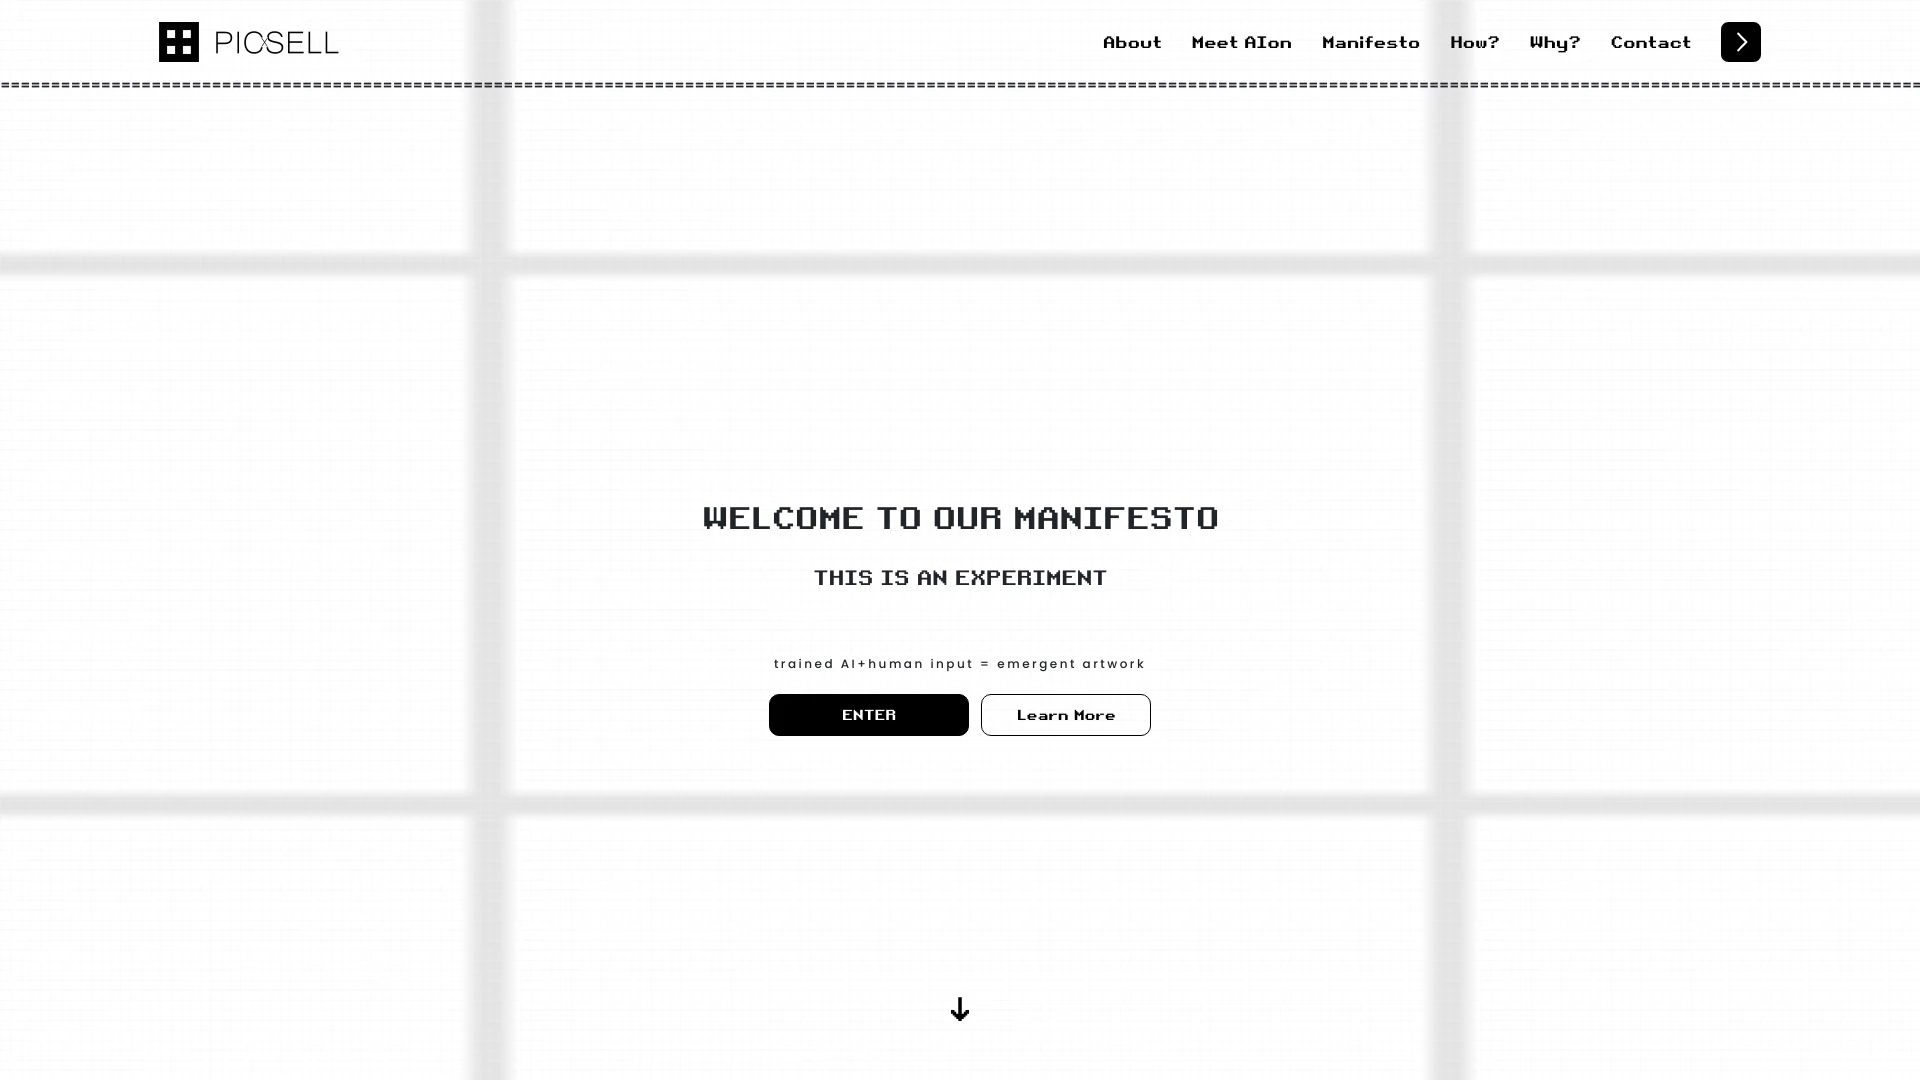 PICSELL
About Meet AIon Manifesto How? Why? Contact
WELCOME TO OUR MANIFESTO
THIS IS AN EXPERIMENT
trained AI+human input = emergent artwork
ENTER Learn More